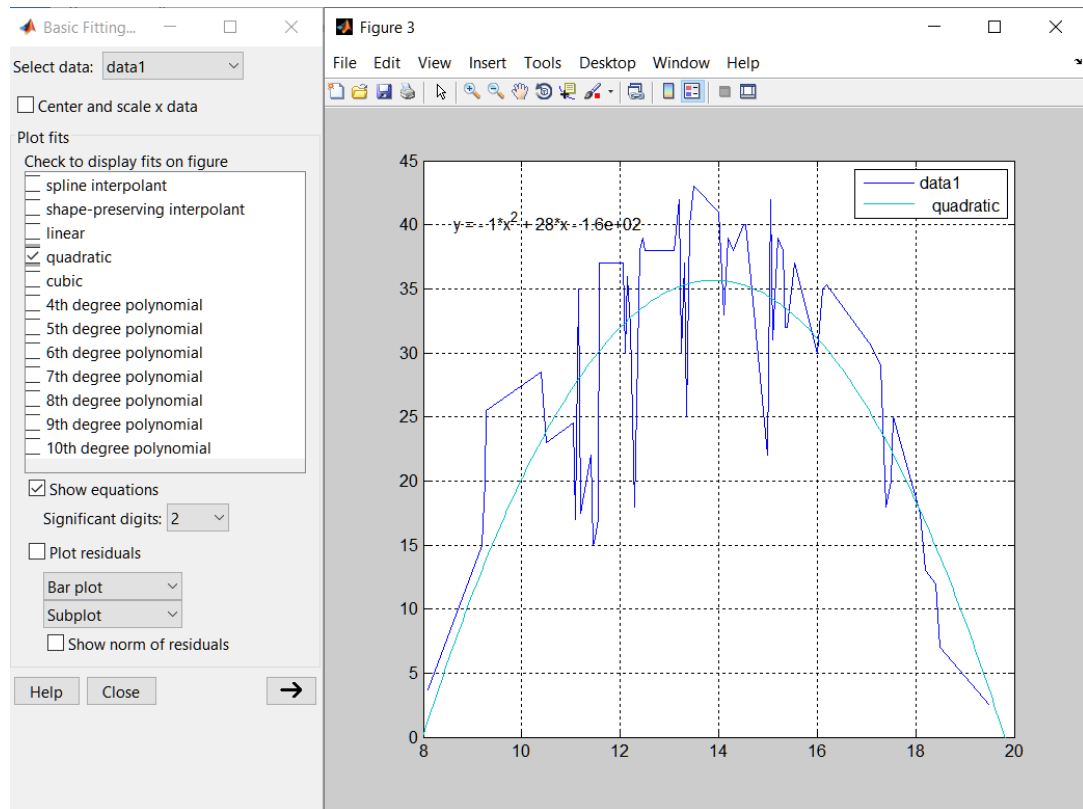 Basic Fitting...
Select data: data1
Center and scale x data
Plot fits
Check to display fits on figure
spline interpolant
shape-preserving interpolant
linear
quadratic
cubic
4th degree polynomial
5th degree polynomial
6th degree polynomial
7th degree polynomial
8th degree polynomial
9th degree polynomial
10th degree polynomial
Show equations
Significant digits: 2
Plot residuals
Bar plot
Subplot
Show norm of residuals
Help Close
Figure 3
File Edit View Insert Tools Desktop Window Help
45
40
35
30
25
20
15
10
5
0
8 10 12 14 16 18 20
y = - 1*x^2 + 28*x - 1.6e+02
data1
quadratic